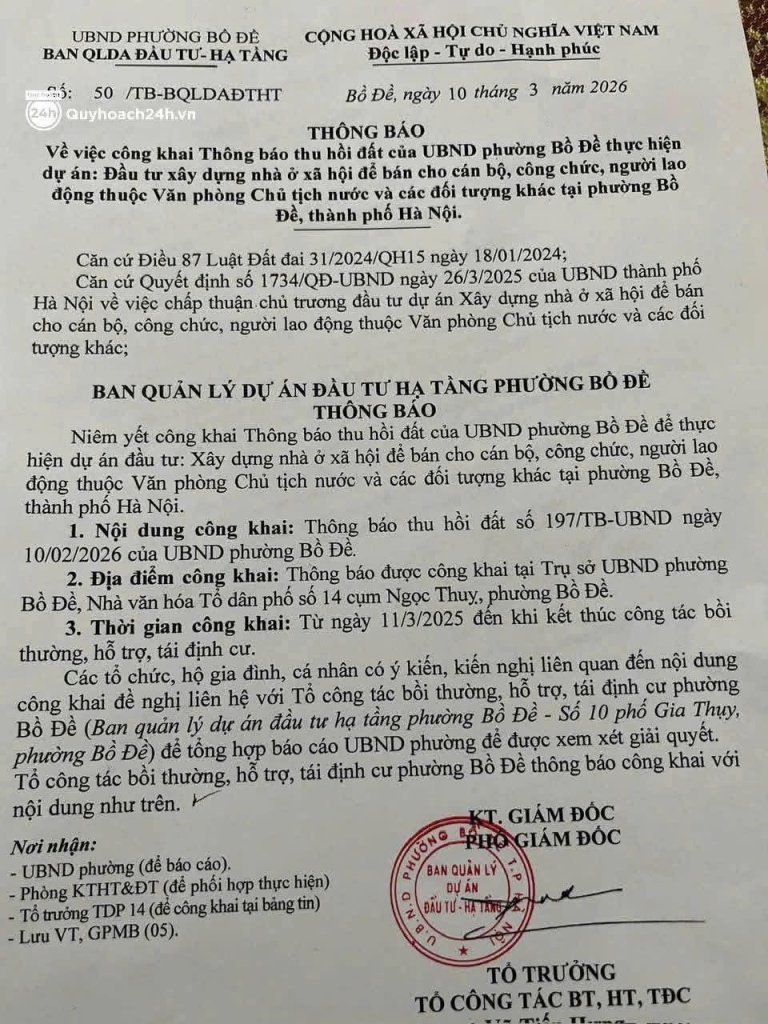 UBND PHƯỜNG BỒ ĐỀ
BAN QLDA ĐẦU TƯ- HẠ TẦNG
CỘNG HOÀ XÃ HỘI CHỦ NGHĨA VIỆT NAM
Độc lập - Tự do - Hạnh phúc
Số: 50 /TB-BQLDAĐTHT
Bồ Đề, ngày 10 tháng 3 năm 2026
24h Quyhoach24h.vn
THÔNG BÁO
Về việc công khai Thông báo thu hồi đất của UBND phường Bồ Đề thực hiện
dự án: Đầu tư xây dựng nhà ở xã hội để bán cho cán bộ, công chức, người lao
động thuộc Văn phòng Chủ tịch nước và các đối tượng khác tại phường Bồ
Đề, thành phố Hà Nội.
Căn cứ Điều 87 Luật Đất đai 31/2024/QH15 ngày 18/01/2024;
Căn cứ Quyết định số 1734/QĐ-UBND ngày 26/3/2025 của UBND thành phố
Hà Nội về việc chấp thuận chủ trương đầu tư dự án Xây dựng nhà ở xã hội để bán
cho cán bộ, công chức, người lao động thuộc Văn phòng Chủ tịch nước và các đối
tượng khác;
BAN QUẢN LÝ DỰ ÁN ĐẦU TƯ HẠ TẦNG PHƯỜNG BỒ ĐỀ
THÔNG BÁO
Niêm yết công khai Thông báo thu hồi đất của UBND phường Bồ Đề để thực
hiện dự án đầu tư: Xây dựng nhà ở xã hội để bán cho cán bộ, công chức, người lao
động thuộc Văn phòng Chủ tịch nước và các đối tượng khác tại phường Bồ Đề,
thành phố Hà Nội.
1. Nội dung công khai: Thông báo thu hồi đất số 197/TB-UBND ngày
10/02/2026 của UBND phường Bồ Đề.
2. Địa điểm công khai: Thông báo được công khai tại Trụ sở UBND phường
Bồ Đề, Nhà văn hóa Tổ dân phố số 14 cụm Ngọc Thuỵ, phường Bồ Đề.
3. Thời gian công khai: Từ ngày 11/3/2025 đến khi kết thúc công tác bồi
thường, hỗ trợ, tái định cư.
Các tổ chức, hộ gia đình, cá nhân có ý kiến, kiến nghị liên quan đến nội dung
công khai đề nghị liên hệ với Tổ công tác bồi thường, hỗ trợ, tái định cư phường
Bồ Đề (Ban quản lý dự án đầu tư hạ tầng phường Bồ Đề - Số 10 phố Gia Thụy,
phường Bồ Đề) để tổng hợp báo cáo UBND phường để được xem xét giải quyết.
Tổ công tác bồi thường, hỗ trợ, tái định cư phường Bồ Đề thông báo công khai với
nội dung như trên.
Nơi nhận:
- UBND phường (để báo cáo).
- Phòng KTHT&ĐT (để phối hợp thực hiện)
- Tổ trưởng TDP 14 (để công khai tại bảng tin)
- Lưu VT, GPMB (05).
KT. GIÁM ĐỐC
PHÓ GIÁM ĐỐC
U.B.N.D PHƯỜNG T.P HÀ NỘI
BAN QUẢN LÝ
DỰ ÁN
ĐẦU TƯ - HẠ TẦNG
TỔ TRƯỞNG
TỔ CÔNG TÁC BT, HT, TĐC